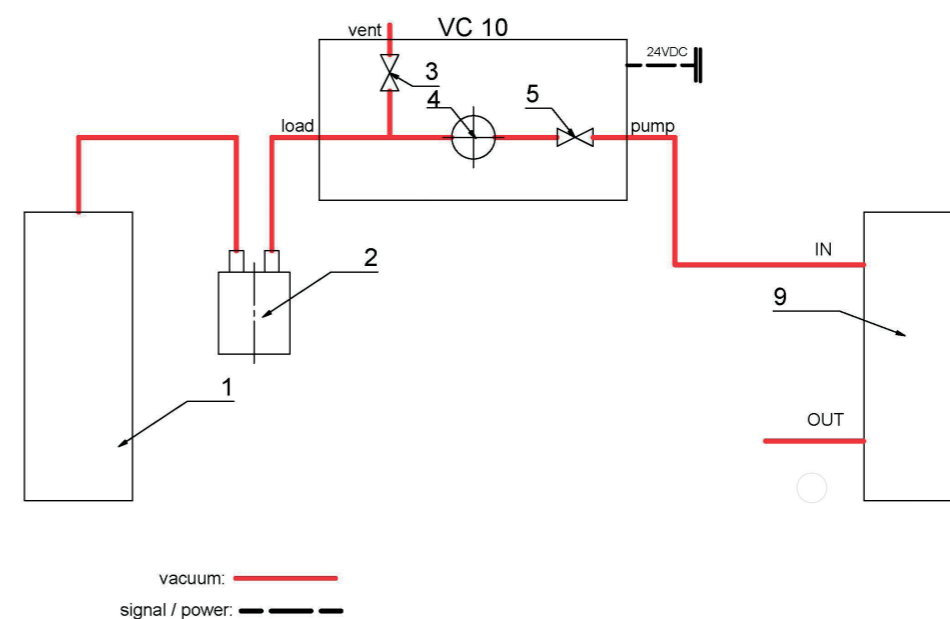 vent
VC 10
24VDC
3
4
5
load
pump
IN
2
9
1
OUT
vacuum:
signal / power: